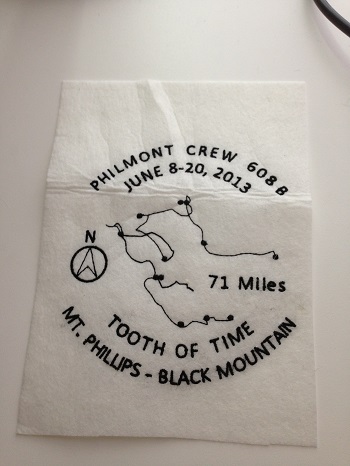 PHILMONT CREW 608 B
JUNE 8-20, 2013
N
71 Miles
TOOTH OF TIME
MT. PHILLIPS - BLACK MOUNTAIN